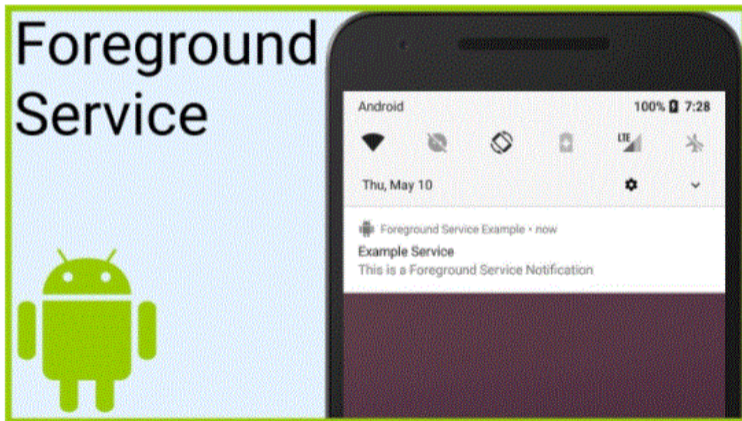 Foreground
Service
Android 100% 7:28
LTE
Thu, May 10
Foreground Service Example • now
Example Service
This is a Foreground Service Notification